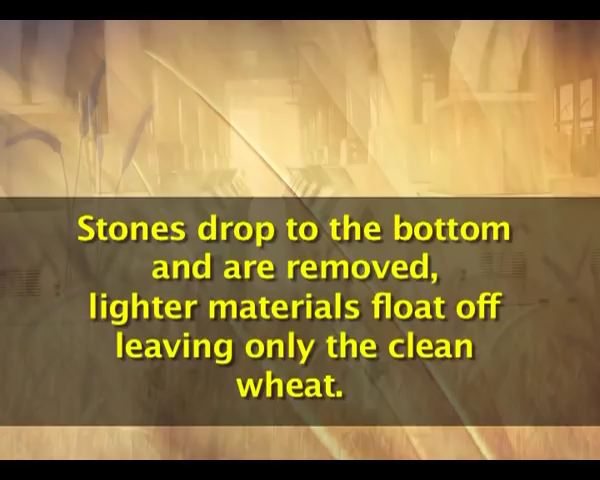 Stones drop to the bottom
and are removed,
lighter materials float off
leaving only the clean
wheat.